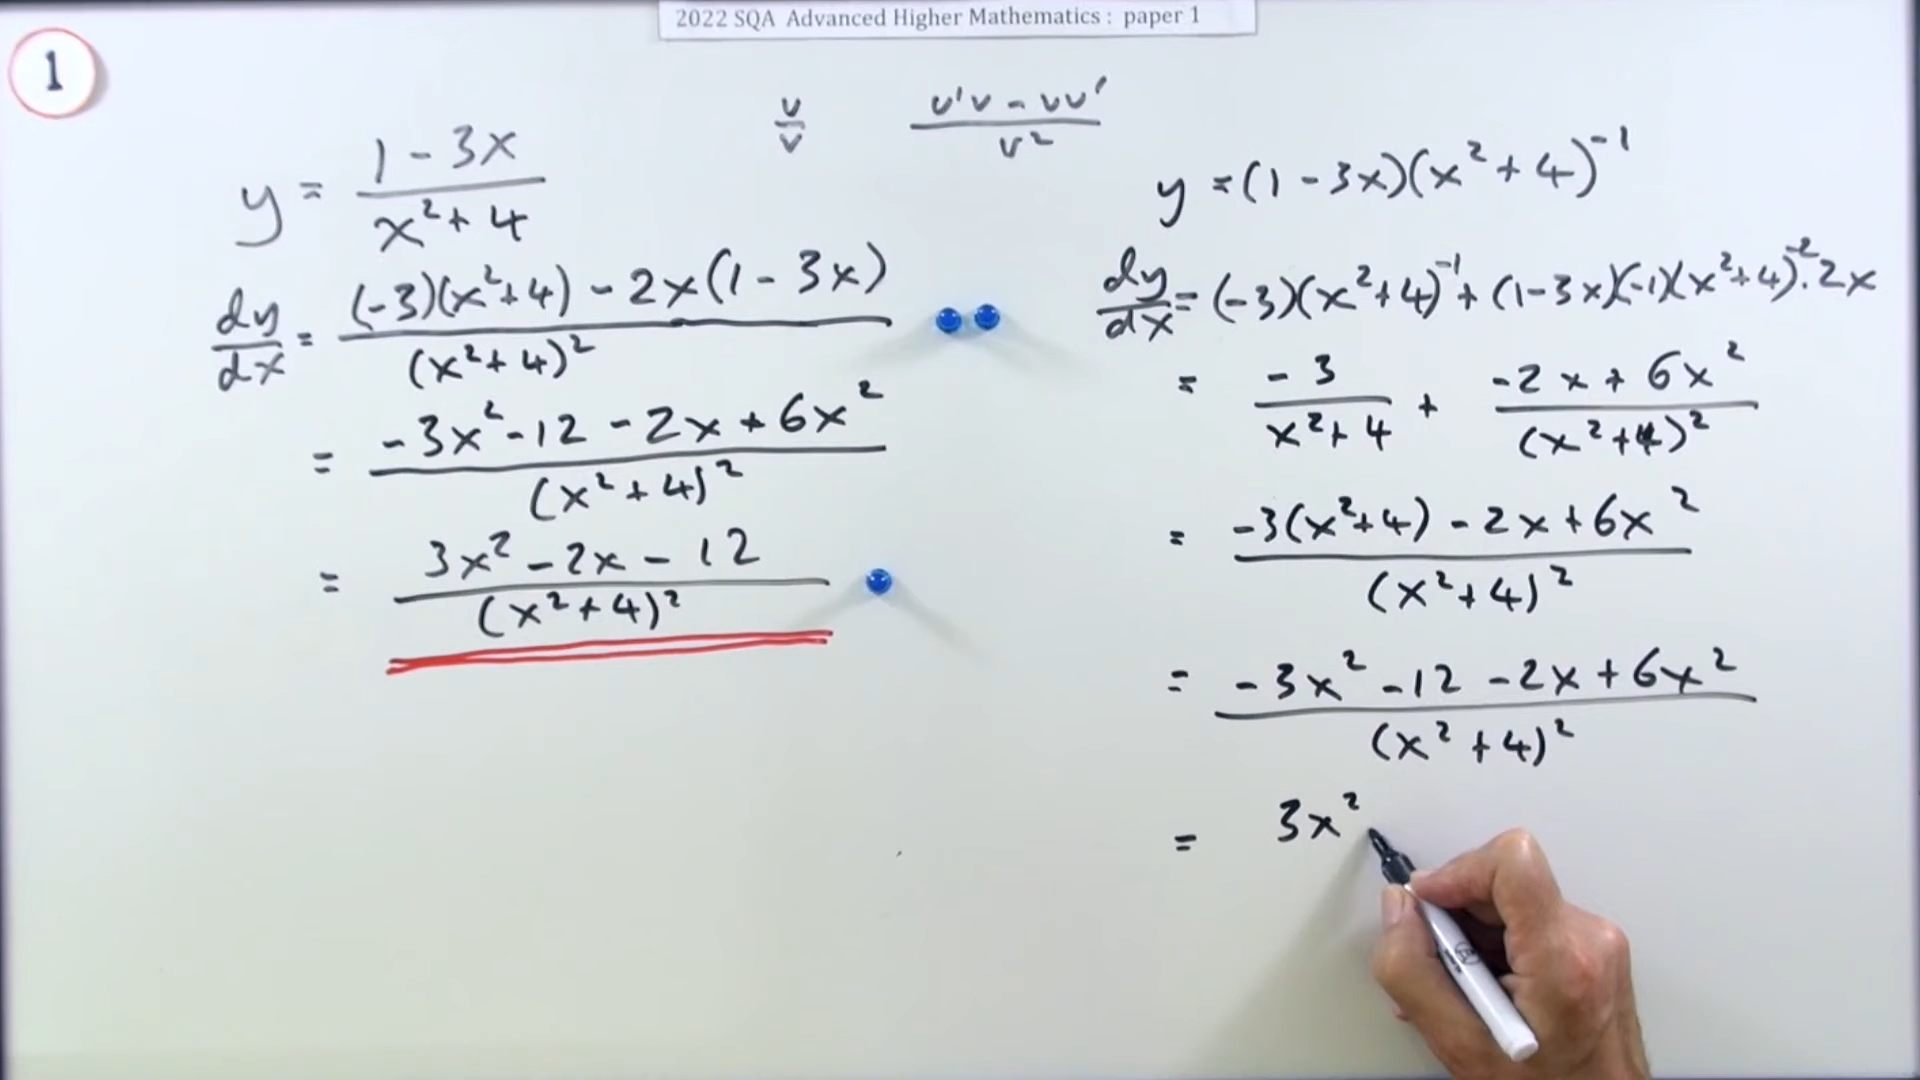 2022 SQA Advanced Higher Mathematics : paper 1
1
u/v (u'v - uv')/v²
y = (1 - 3x)/(x² + 4)
dy/dx = ((-3)(x²+4) - 2x(1 - 3x))/(x² + 4)²
= (-3x² - 12 - 2x + 6x²)/(x² + 4)²
= (3x² - 2x - 12)/(x² + 4)²
y = (1 - 3x)(x² + 4)⁻¹
dy/dx = (-3)(x² + 4)⁻¹ + (1 - 3x)(-1)(x² + 4)⁻².2x
= -3/(x² + 4) + (-2x + 6x²)/(x² + 4)²
= (-3(x²+4) - 2x + 6x²)/(x² + 4)²
= (-3x² - 12 - 2x + 6x²)/(x² + 4)²
= 3x²